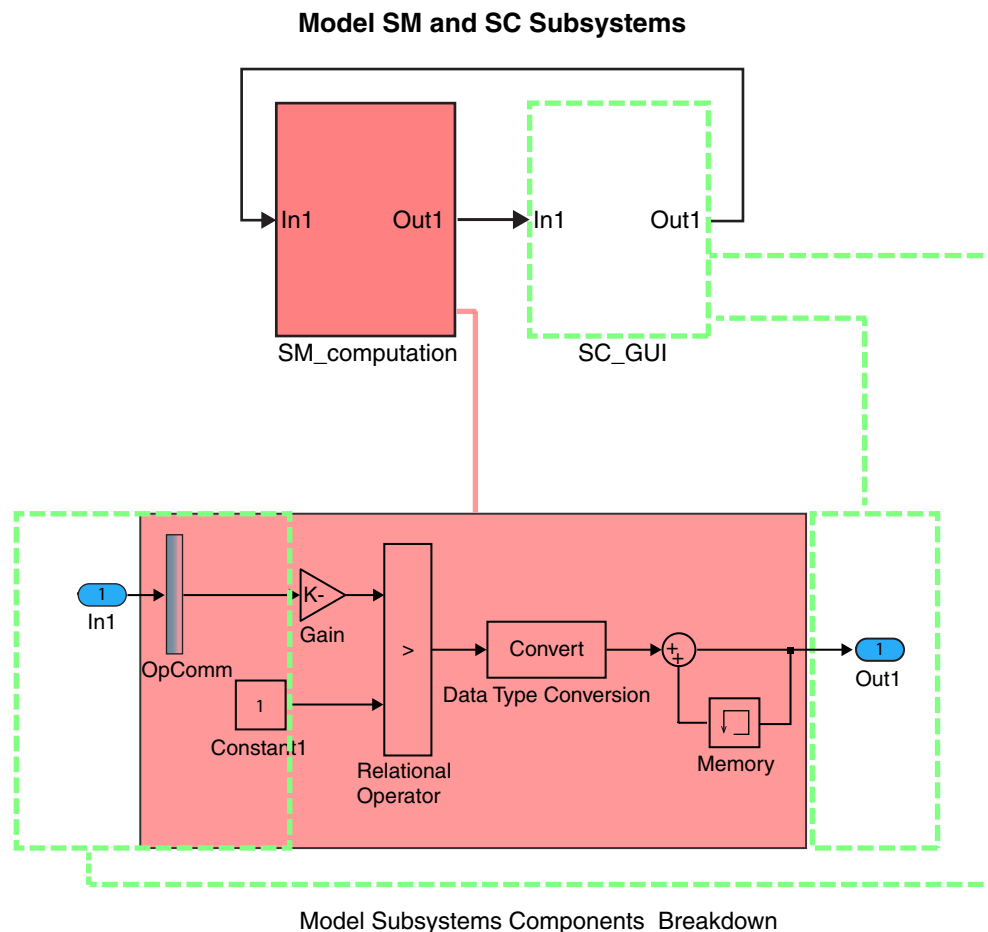 Model SM and SC Subsystems
In1
Out1
In1
Out1
SM_computation
SC_GUI
1
In1
OpComm
K-
Gain
1
Constant1
>
Relational
Operator
Convert
Data Type Conversion
++
Memory
1
Out1
Model Subsystems Components Breakdown